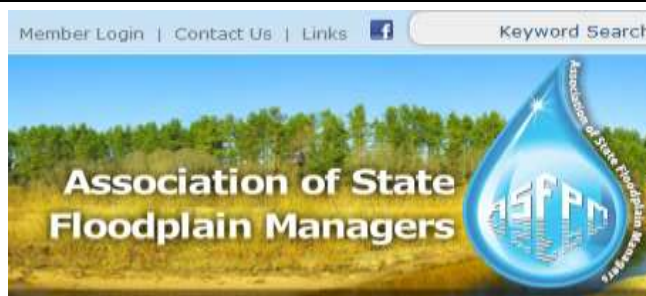 Member Login | Contact Us | Links
Keyword Search
Association of State
Floodplain Managers
Association of State Floodplain Managers
ASFPM